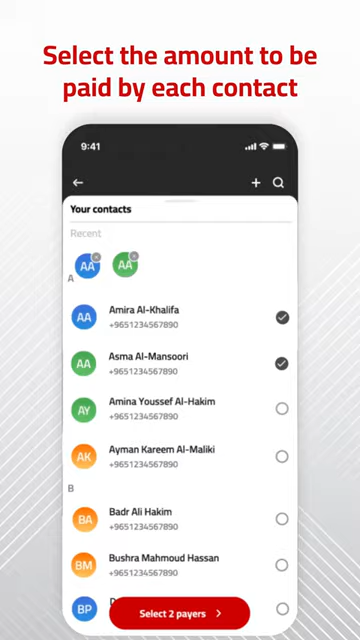 Select the amount to be
paid by each contact
9:41
Your contacts
Recent
AA
AA
A
AA
Amira Al-Khalifa
+9651234567890
AA
Asma Al-Mansoori
+9651234567890
AY
Amina Youssef Al-Hakim
+9651234567890
AK
Ayman Kareem Al-Maliki
+9651234567890
B
BA
Badr Ali Hakim
+9651234567890
BM
Bushra Mahmoud Hassan
+9651234567890
BP
Select 2 payers